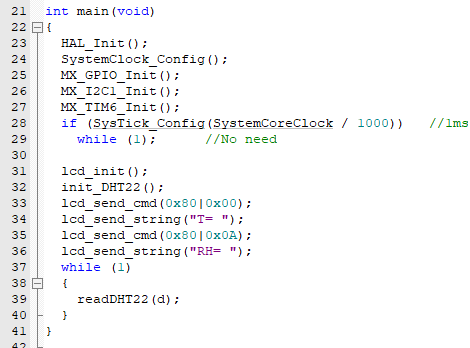 21 int main(void)
22 {
23 HAL_Init();
24 SystemClock_Config();
25 MX_GPIO_Init();
26 MX_I2C1_Init();
27 MX_TIM6_Init();
28 if (SysTick_Config(SystemCoreClock / 1000)) //1ms
29 while (1); //No need
30
31 lcd_init();
32 init_DHT22();
33 lcd_send_cmd(0x80|0x00);
34 lcd_send_string("T= ");
35 lcd_send_cmd(0x80|0x0A);
36 lcd_send_string("RH= ");
37 while (1)
38 {
39 readDHT22(d);
40 }
41 }
42